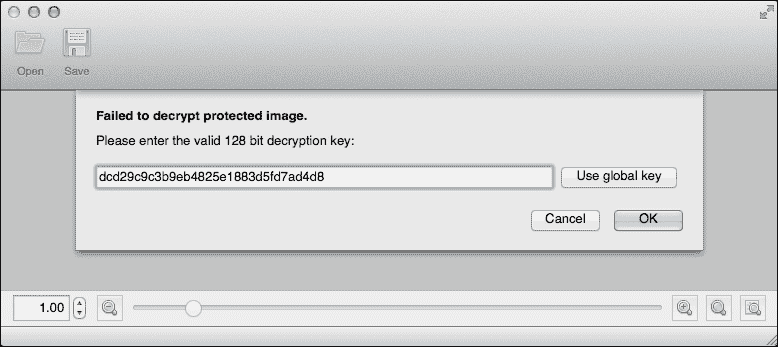 Open Save
Failed to decrypt protected image.
Please enter the valid 128 bit decryption key:
dcd29c9c3b9eb4825e1883d5fd7ad4d8 Use global key
Cancel OK
1.00